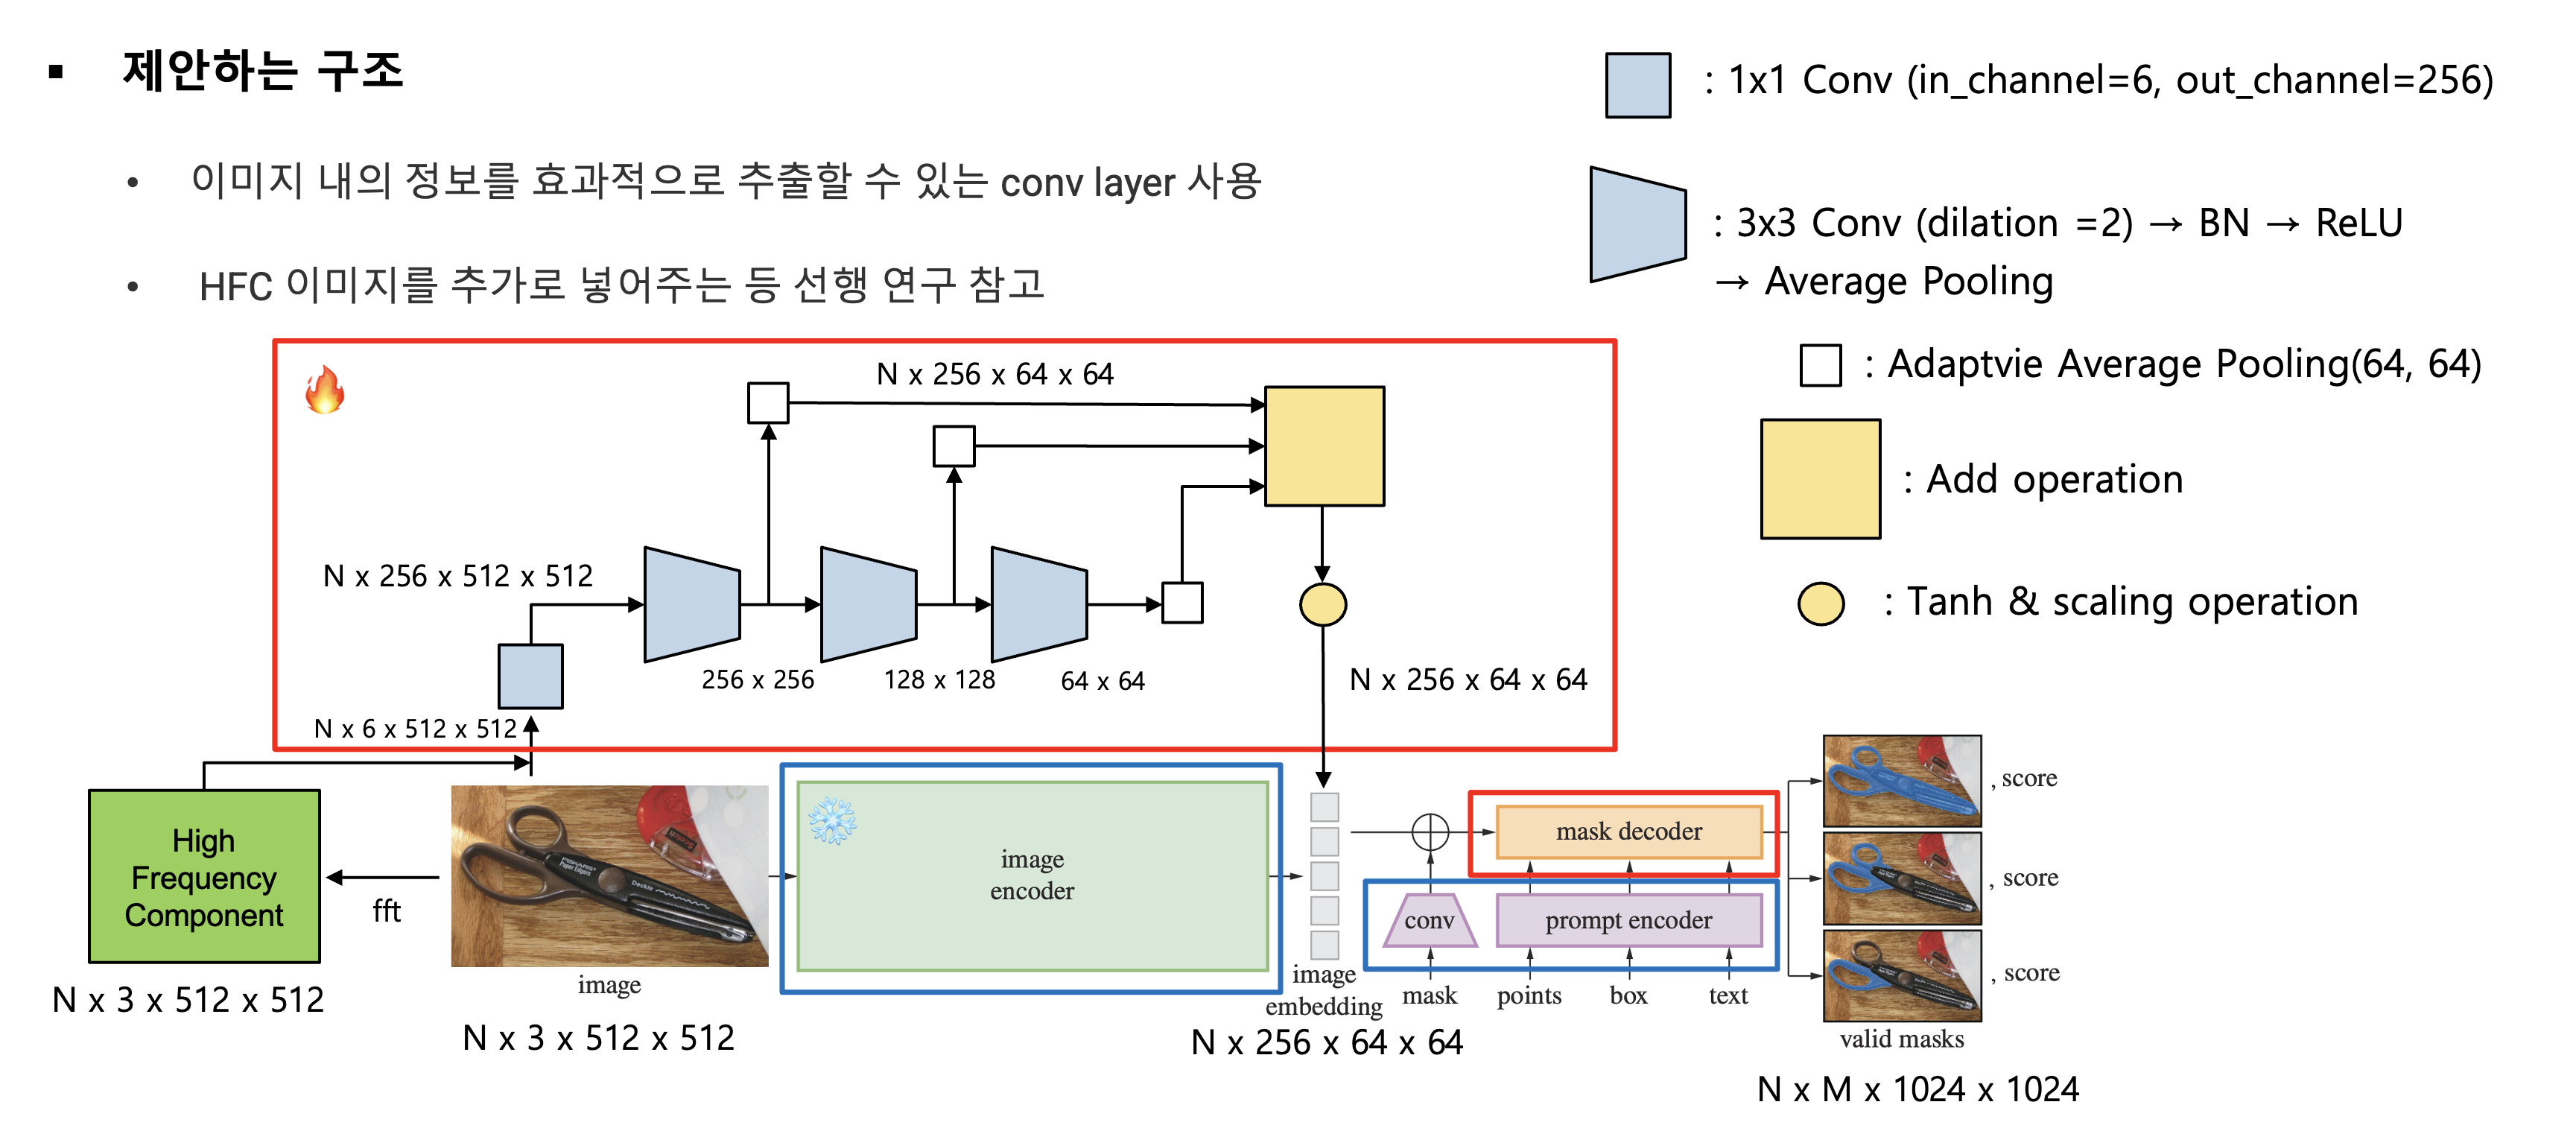 ▪ 제안하는 구조
• 이미지 내의 정보를 효과적으로 추출할 수 있는 conv layer 사용
• HFC 이미지를 추가로 넣어주는 등 선행 연구 참고
: 1x1 Conv (in_channel=6, out_channel=256)
: 3x3 Conv (dilation =2) → BN → ReLU
→ Average Pooling
: Adaptvie Average Pooling(64, 64)
: Add operation
: Tanh & scaling operation
N x 256 x 64 x 64
N x 256 x 512 x 512
256 x 256
128 x 128
64 x 64
N x 256 x 64 x 64
N x 6 x 512 x 512
High
Frequency
Component
fft
N x 3 x 512 x 512
image
N x 3 x 512 x 512
image
encoder
image
embedding
N x 256 x 64 x 64
mask decoder
conv
prompt encoder
mask
points
box
text
, score
, score
, score
valid masks
N x M x 1024 x 1024